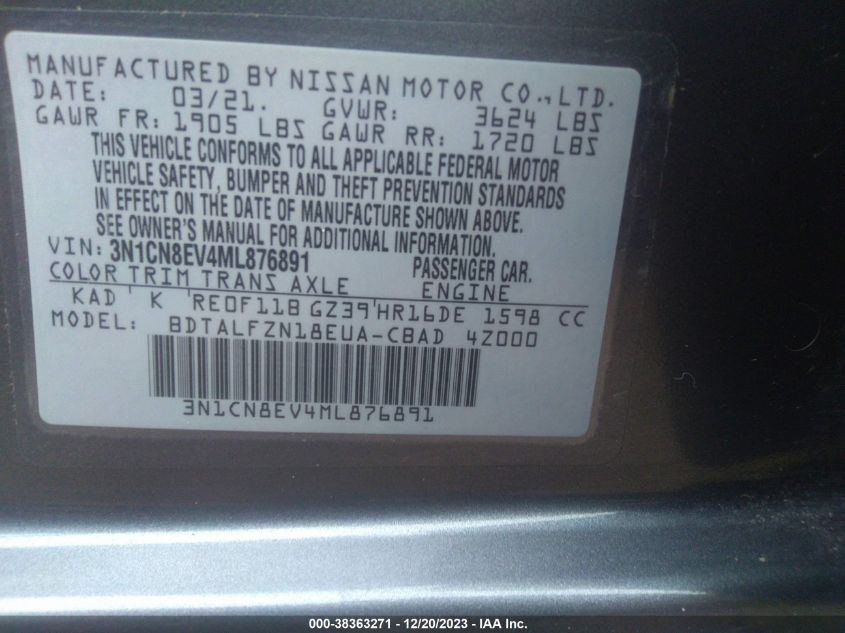 MANUFACTURED BY NISSAN MOTOR CO., LTD.
DATE: 03/21. GVWR: 3624 LBS
GAWR FR: 1905 LBS GAWR RR: 1720 LBS
THIS VEHICLE CONFORMS TO ALL APPLICABLE FEDERAL MOTOR
VEHICLE SAFETY, BUMPER AND THEFT PREVENTION STANDARDS
IN EFFECT ON THE DATE OF MANUFACTURE SHOWN ABOVE.
SEE OWNER'S MANUAL FOR ADDITIONAL INFORMATION.
VIN: 3N1CN8EV4ML876891 PASSENGER CAR.
COLOR TRIM TRANS AXLE ENGINE
KAD K RE0F11B GZ39 HR16DE 1598 CC
MODEL: BDTALFZN18EUA-CBAD 4Z000
3N1CN8EV4ML876891
000-38363271 - 12/20/2023 - IAA Inc.